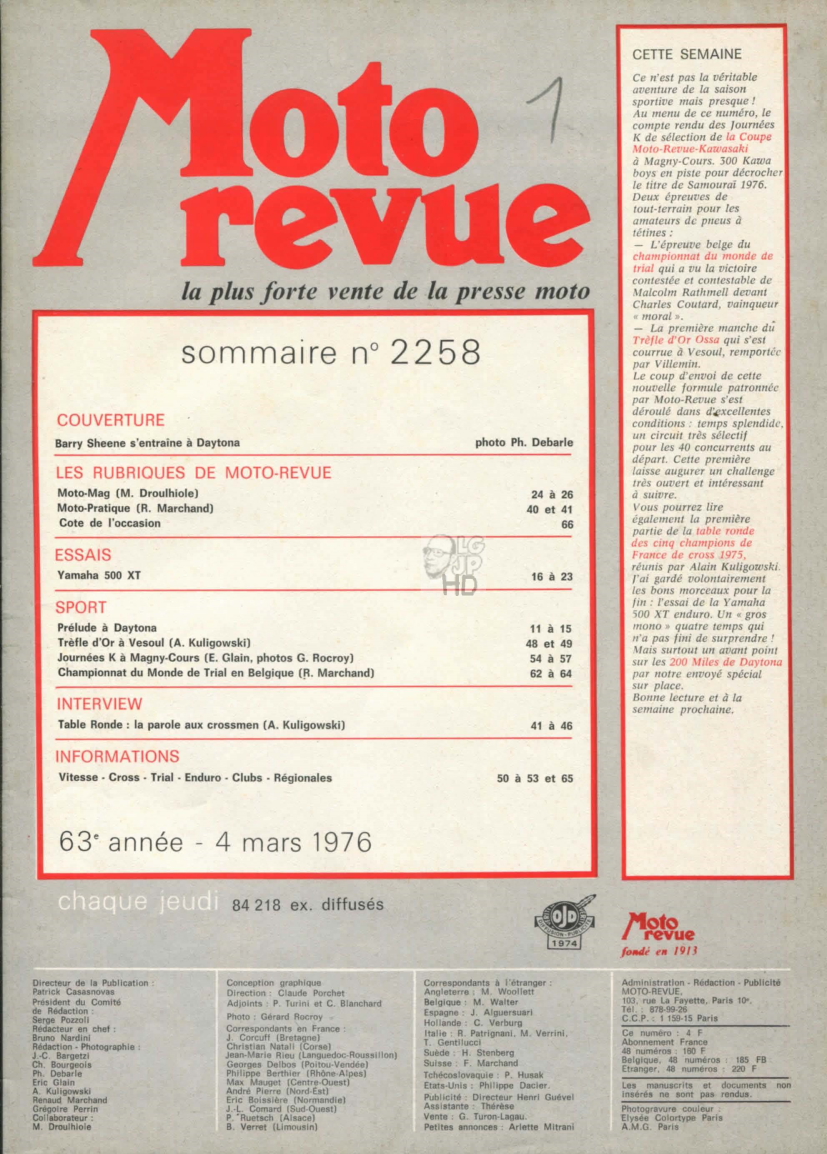 Moto
revue
1
la plus forte vente de la presse moto
sommaire n° 2258
COUVERTURE
Barry Sheene s'entraine à Daytona photo Ph. Debarle
LES RUBRIQUES DE MOTO-REVUE
Moto-Mag (M. Droulhiole) 24 à 26
Moto-Pratique (R. Marchand) 40 et 41
Cote de l'occasion 66
ESSAIS
Yamaha 500 XT 16 à 23
SPORT
Prélude à Daytona 11 à 15
Trèfle d'Or à Vesoul (A. Kuligowski) 48 et 49
Journées K à Magny-Cours (E. Glain, photos G. Rocroy) 54 à 57
Championnat du Monde de Trial en Belgique (R. Marchand) 62 à 64
INTERVIEW
Table Ronde : la parole aux crossmen (A. Kuligowski) 41 à 46
INFORMATIONS
Vitesse - Cross - Trial - Enduro - Clubs - Régionales 50 à 53 et 65
63e année - 4 mars 1976
LG
JP
HD
CETTE SEMAINE
Ce n'est pas la véritable
aventure de la saison
sportive mais presque !
Au menu de ce numéro, le
compte rendu des Journées
K de sélection de la Coupe
Moto-Revue-Kawasaki
à Magny-Cours. 300 Kawa
boys en piste pour décrocher
le titre de Samouraï 1976.
Deux épreuves de
tout-terrain pour les
amateurs de pneus à
tétines :
— L'épreuve belge du
championnat du monde de
trial qui a vu la victoire
contestée et contestable de
Malcolm Rathmell devant
Charles Coutard, vainqueur
« moral ».
— La première manche du
Trèfle d'Or Ossa qui s'est
courrue à Vesoul, remportée
par Villemin.
Le coup d'envoi de cette
nouvelle formule patronnée
par Moto-Revue s'est
déroulé dans d'excellentes
conditions : temps splendide,
un circuit très sélectif
pour les 40 concurrents au
départ. Cette première
laisse augurer un challenge
très ouvert et intéressant
à suivre.
Vous pourrez lire
également la première
partie de la table ronde
des cinq champions de
France de cross 1975,
réunis par Alain Kuligowski.
J'ai gardé volontairement
les bons morceaux pour la
fin : l'essai de la Yamaha
500 XT enduro. Un « gros
mono » quatre temps qui
n'a pas fini de surprendre !
Mais surtout un avant point
sur les 200 Miles de Daytona
par notre envoyé spécial
sur place.
Bonne lecture et à la
semaine prochaine.
chaque jeudi 84 218 ex. diffusés
OJD
DIFFUSION - PUBLICITÉ
1974
Moto
revue
fondé en 1913
Directeur de la Publication :
Patrick Casasnovas
Président du Comité
de Rédaction :
Serge Pozzoli
Rédacteur en chef :
Bruno Nardini
Rédaction - Photographie :
J.-C. Bargetzi
Ch. Bourgeois
Ph. Debarle
Eric Glain
A. Kuligowski
Renaud Marchand
Grégoire Perrin
Collaborateur :
M. Droulhiole
Conception graphique
Direction : Claude Porchet
Adjoints : P. Turini et C. Blanchard
Photo : Gérard Rocroy
Correspondants en France :
J. Corcuff (Bretagne)
Christian Natali (Corse)
Jean-Marie Rieu (Languedoc-Roussillon)
Georges Delbos (Poitou-Vendée)
Philippe Berthier (Rhône-Alpes)
Max Mauget (Centre-Ouest)
André Pierre (Nord-Est)
Eric Boissière (Normandie)
J.-L. Comard (Sud-Ouest)
P. Ruetsch (Alsace)
B. Verret (Limousin)
Correspondants à l'étranger :
Angleterre : M. Woollett
Belgique : M. Walter
Espagne : J. Alguersuari
Hollande : C. Verburg
Italie : R. Patrignani, M. Verrini,
T. Gentilucci
Suède : H. Stenberg
Suisse : F. Marchand
Tchécoslovaquie : P. Husak
Etats-Unis : Philippe Dacier.
Publicité : Directeur Henri Guével
Assistante : Thérèse
Vente : G. Turon-Lagau.
Petites annonces : Arlette Mitrani
Administration - Rédaction - Publicité
MOTO-REVUE,
103, rue La Fayette, Paris 10e.
Tél. : 878-99-26
C.C.P. : 1 159-15 Paris
Ce numéro : 4 F
Abonnement France
48 numéros : 160 F
Belgique, 48 numéros : 185 FB
Etranger, 48 numéros : 220 F
Les manuscrits et documents non
insérés ne sont pas rendus.
Photogravure couleur :
Elysée Colortype Paris
A.M.G. Paris